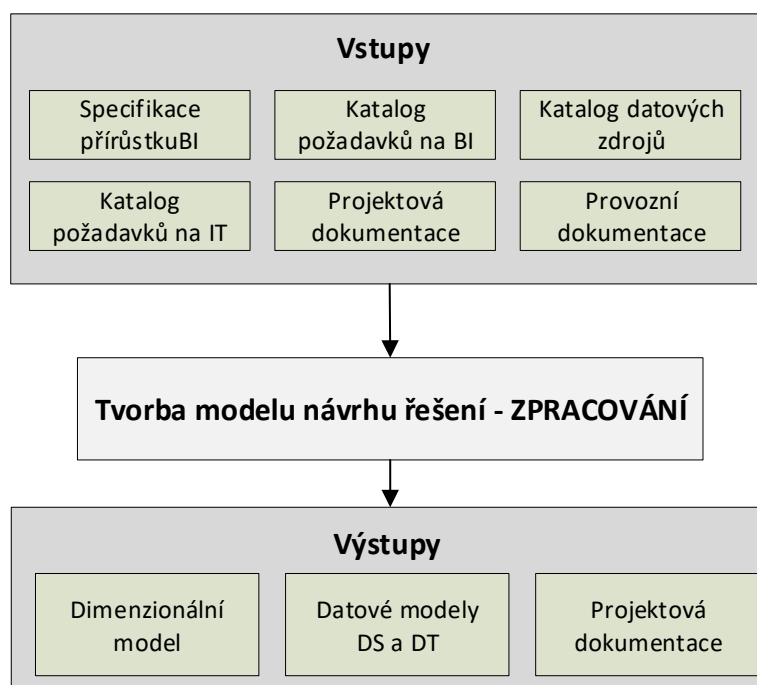 Vstupy
Specifikace
přírůstkuBI
Katalog
požadavků na BI
Katalog datových
zdrojů
Katalog
požadavků na IT
Projektová
dokumentace
Provozní
dokumentace
Tvorba modelu návrhu řešení - ZPRACOVÁNÍ
Výstupy
Dimenzionální
model
Datové modely
DS a DT
Projektová
dokumentace